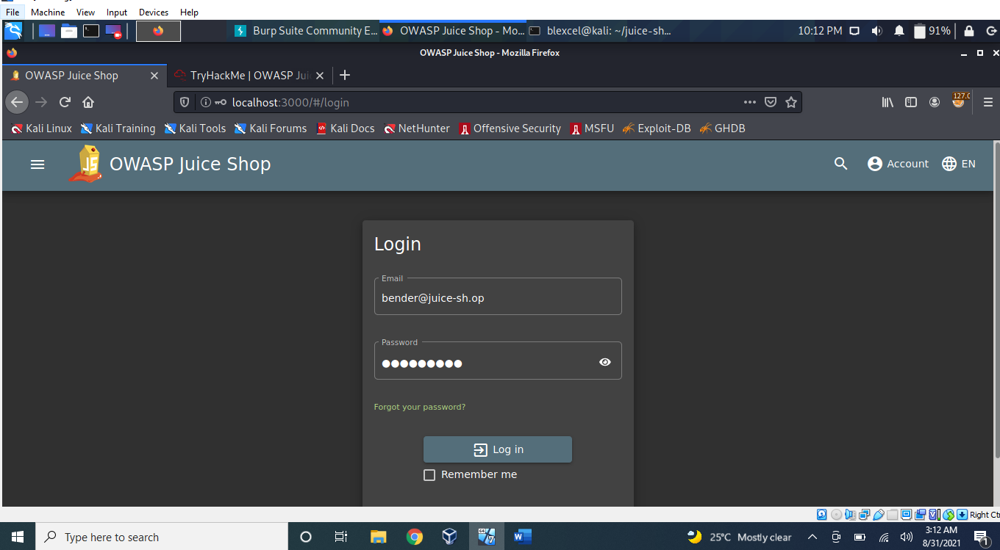 File Machine View Input Devices Help
Burp Suite Community E... OWASP Juice Shop - Mo... blexcel@kali: ~/juice-sh... 10:12 PM 91%
OWASP Juice Shop - Mozilla Firefox
OWASP Juice Shop TryHackMe | OWASP Jui
127.0
localhost:3000/#/login
Kali Linux Kali Training Kali Tools Kali Forums Kali Docs NetHunter Offensive Security MSFU Exploit-DB GHDB
JS OWASP Juice Shop Account EN
Login
Email
bender@juice-sh.op
Password
●●●●●●●●●
Forgot your password?
Log in
Remember me
Right Ctr
Type here to search 25°C Mostly clear 3:12 AM
8/31/2021
1